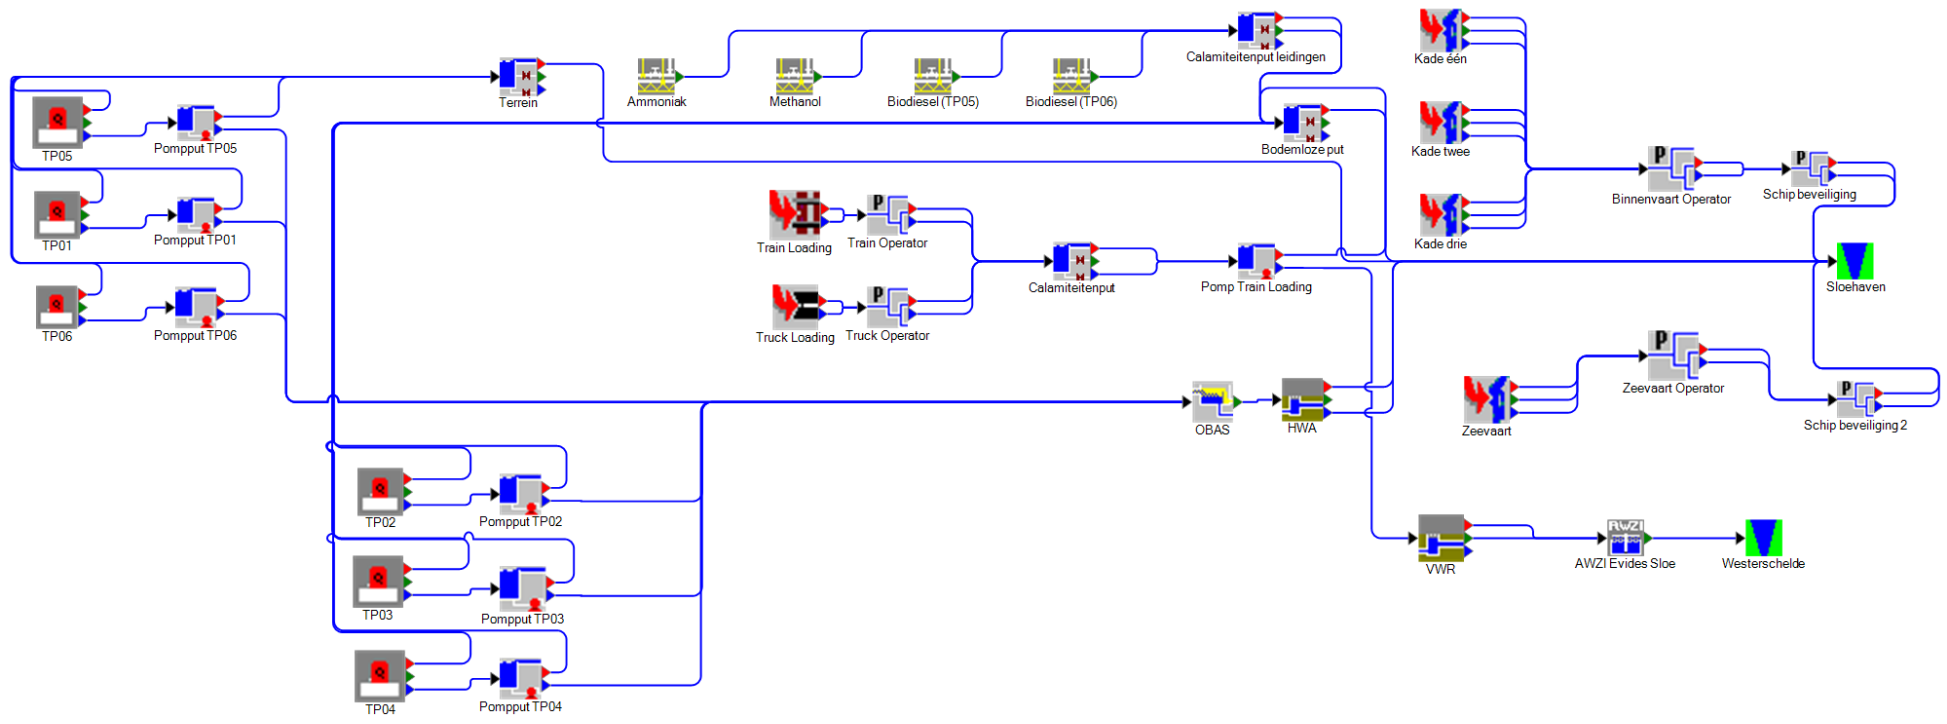 Calamiteitenput leidingen
Kade één
Terrein
Ammoniak
Methanol
Biodiesel (TP05)
Biodiesel (TP06)
TP05
Pompput TP05
Bodemloze put
Kade twee
Binnenvaart Operator
Schip beveiliging
TP01
Pompput TP01
Train Loading
Train Operator
Kade drie
Calamiteitenput
Pomp Train Loading
Sloehaven
TP06
Pompput TP06
Truck Loading
Truck Operator
Zeevaart Operator
OBAS
HWA
Zeevaart
Schip beveiliging 2
TP02
Pompput TP02
AWZI
VWR
AWZI Evides Sloe
Westerschelde
TP03
Pompput TP03
TP04
Pompput TP04
P
P
P
P
P
P